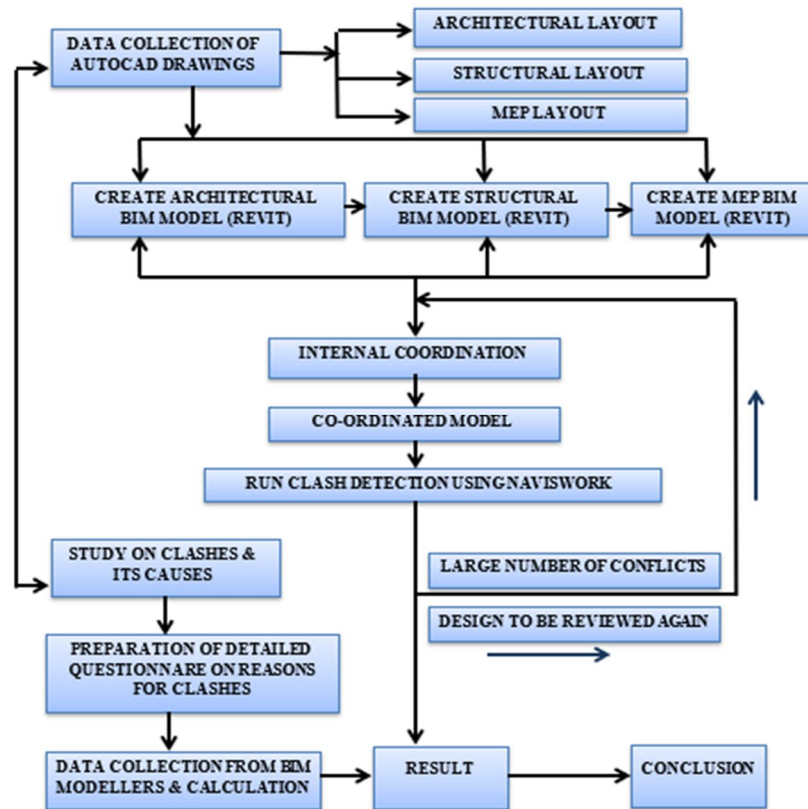 DATA COLLECTION OF
AUTOCAD DRAWINGS
ARCHITECTURAL LAYOUT
STRUCTURAL LAYOUT
MEP LAYOUT
CREATE ARCHITECTURAL
BIM MODEL (REVIT)
CREATE STRUCTURAL
BIM MODEL (REVIT)
CREATE MEP BIM
MODEL (REVIT)
INTERNAL COORDINATION
CO-ORDINATED MODEL
RUN CLASH DETECTION USING NAVISWORK
STUDY ON CLASHES &
ITS CAUSES
LARGE NUMBER OF CONFLICTS
DESIGN TO BE REVIEWED AGAIN
PREPARATION OF DETAILED
QUESTIONNARE ON REASONS
FOR CLASHES
DATA COLLECTION FROM BIM
MODELLERS & CALCULATION
RESULT
CONCLUSION